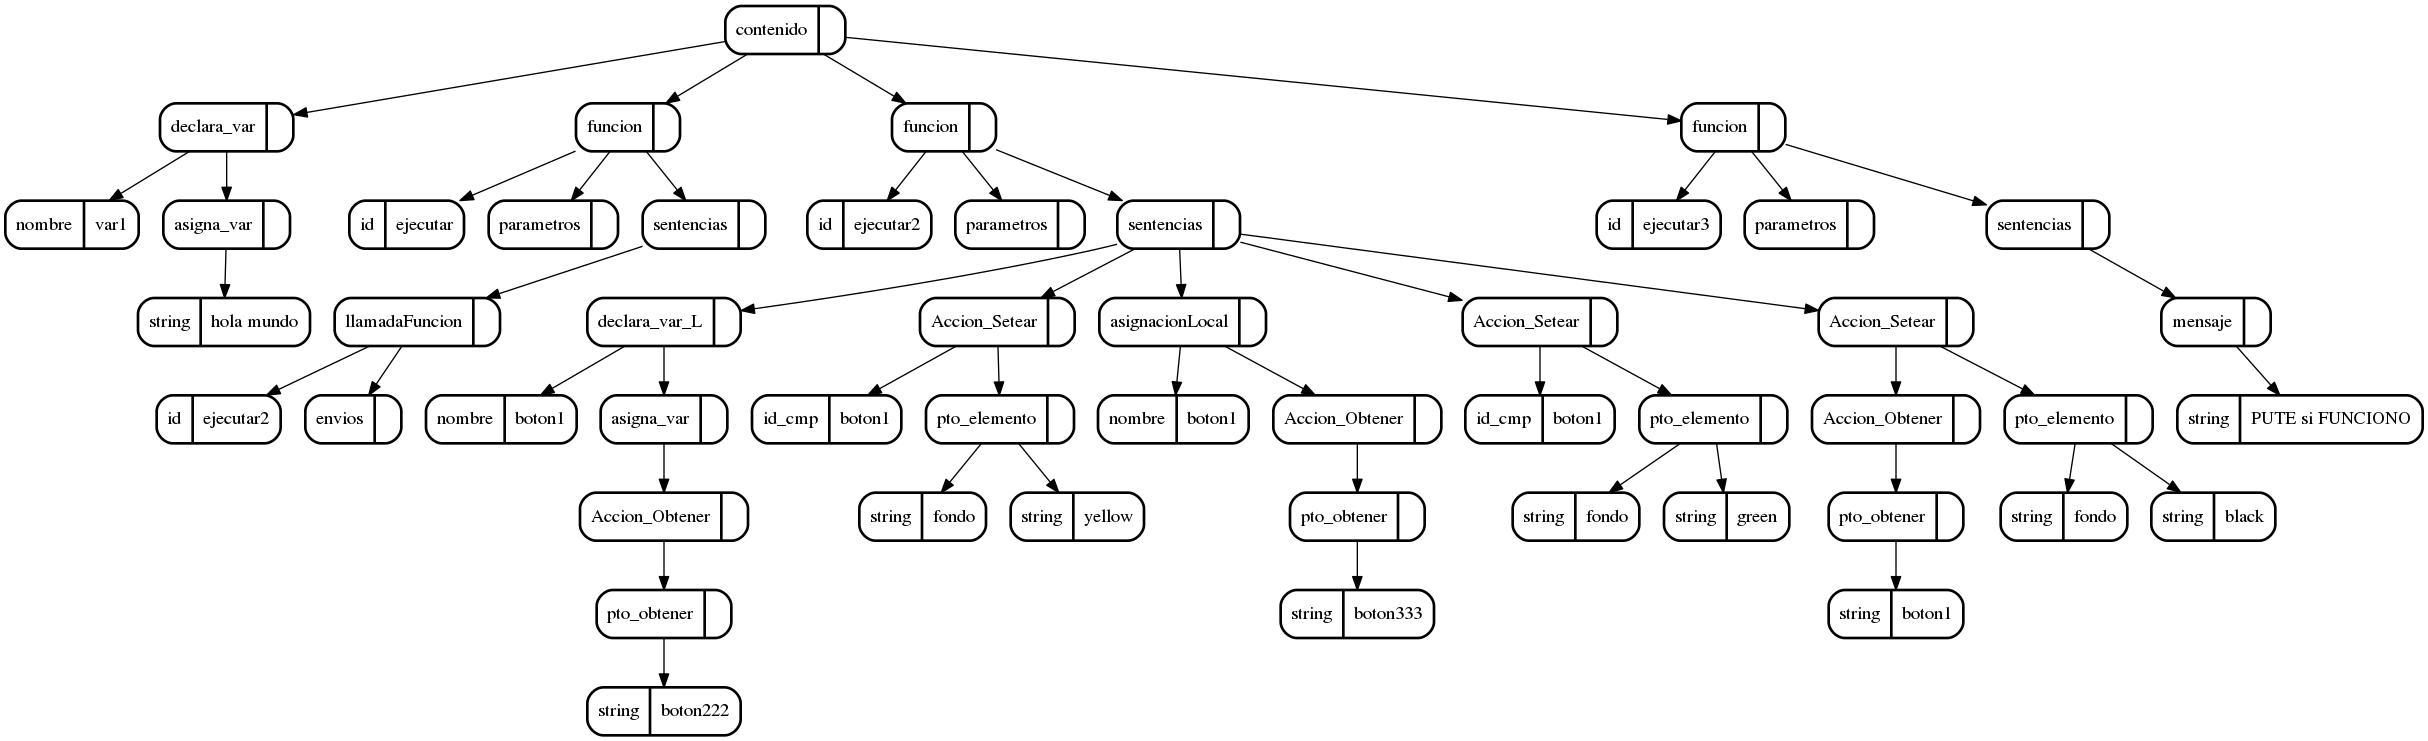 contenido
declara_var
funcion
funcion
funcion
nombre var1
asigna_var
id ejecutar
parametros
sentencias
id ejecutar2
parametros
sentencias
id ejecutar3
parametros
sentencias
string hola mundo
llamadaFuncion
declara_var_L
Accion_Setear
asignacionLocal
Accion_Setear
Accion_Setear
mensaje
id ejecutar2
envios
nombre boton1
asigna_var
id_cmp boton1
pto_elemento
nombre boton1
Accion_Obtener
id_cmp boton1
pto_elemento
Accion_Obtener
pto_elemento
string PUTE si FUNCIONO
Accion_Obtener
string fondo
string yellow
pto_obtener
string fondo
string green
pto_obtener
string fondo
string black
pto_obtener
string boton333
string boton1
string boton222